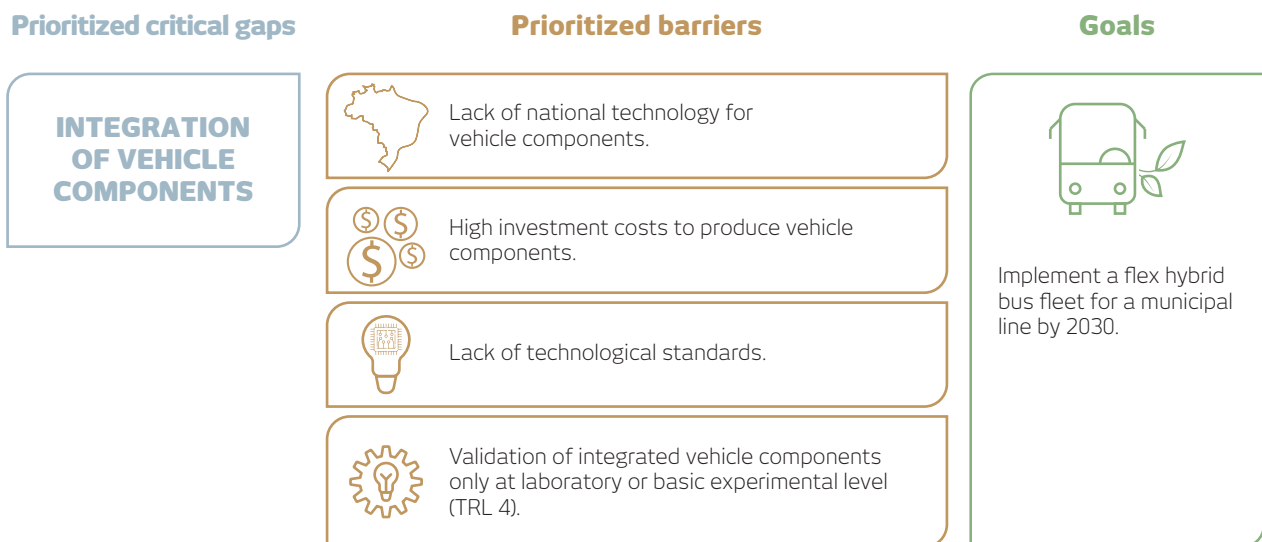 Prioritized critical gaps
Prioritized barriers
Goals
INTEGRATION
OF VEHICLE
COMPONENTS
Lack of national technology for
vehicle components.
$ $ $ $
High investment costs to produce vehicle
components.
Lack of technological standards.
Validation of integrated vehicle components
only at laboratory or basic experimental level
(TRL 4).
Implement a flex hybrid
bus fleet for a municipal
line by 2030.